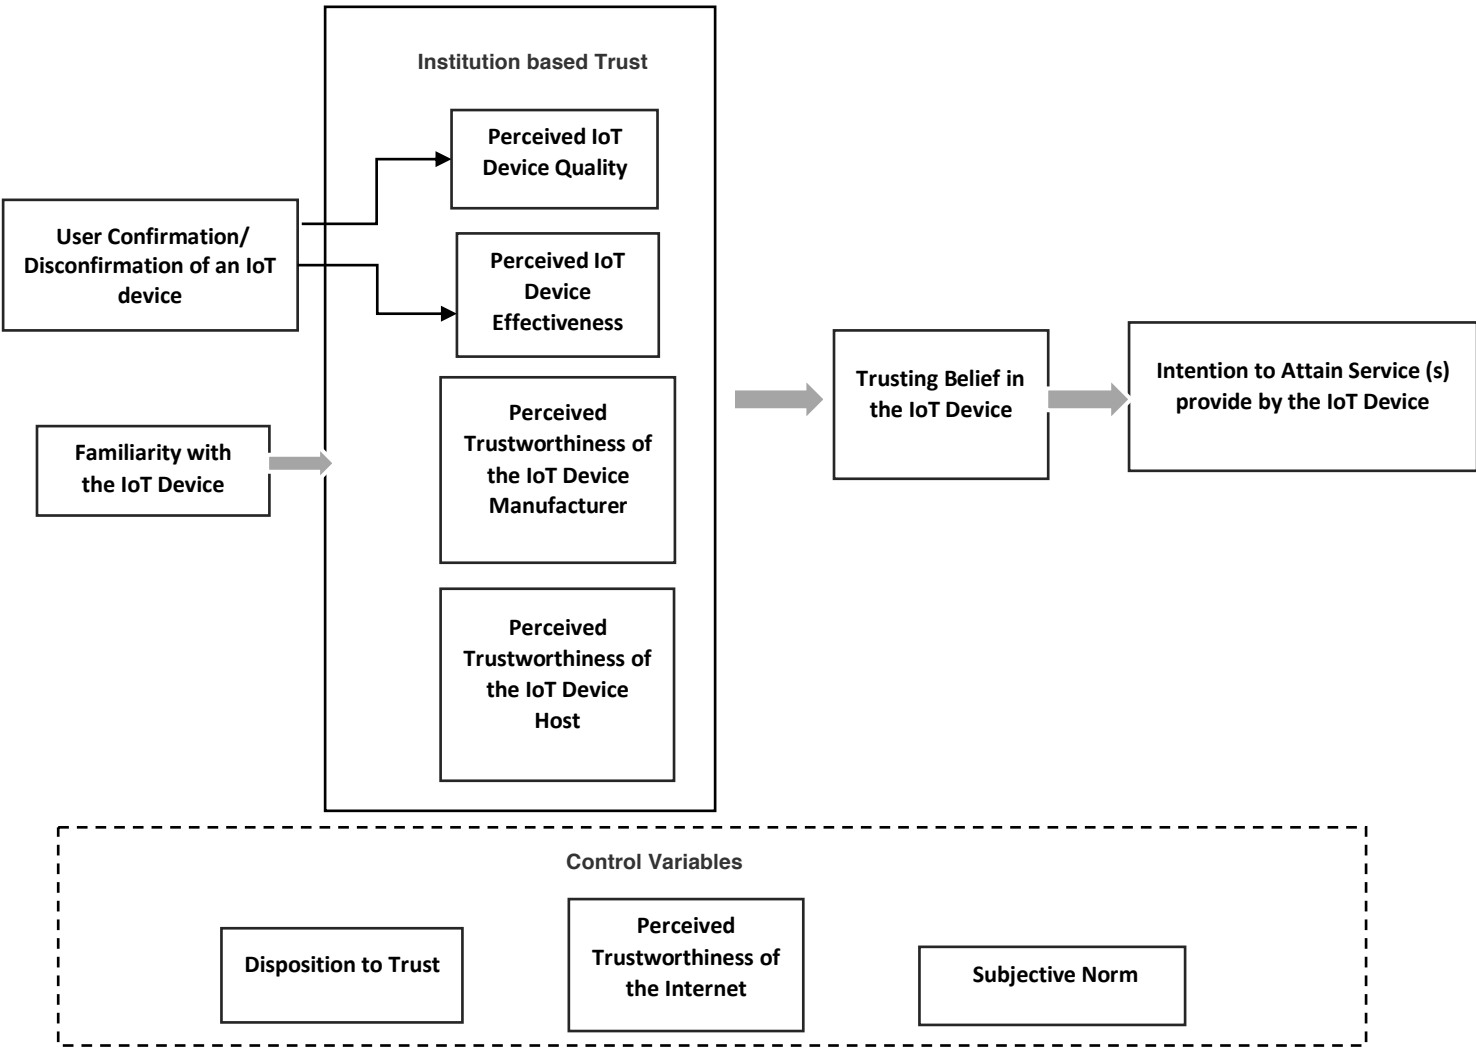 Institution based Trust
Perceived IoT
Device Quality
User Confirmation/
Disconfirmation of an IoT
device
Perceived IoT
Device
Effectiveness
Familiarity with
the IoT Device
Perceived
Trustworthiness of
the IoT Device
Manufacturer
Perceived
Trustworthiness of
the IoT Device
Host
Trusting Belief in
the IoT Device
Intention to Attain Service (s)
provide by the IoT Device
Control Variables
Disposition to Trust
Perceived
Trustworthiness of
the Internet
Subjective Norm